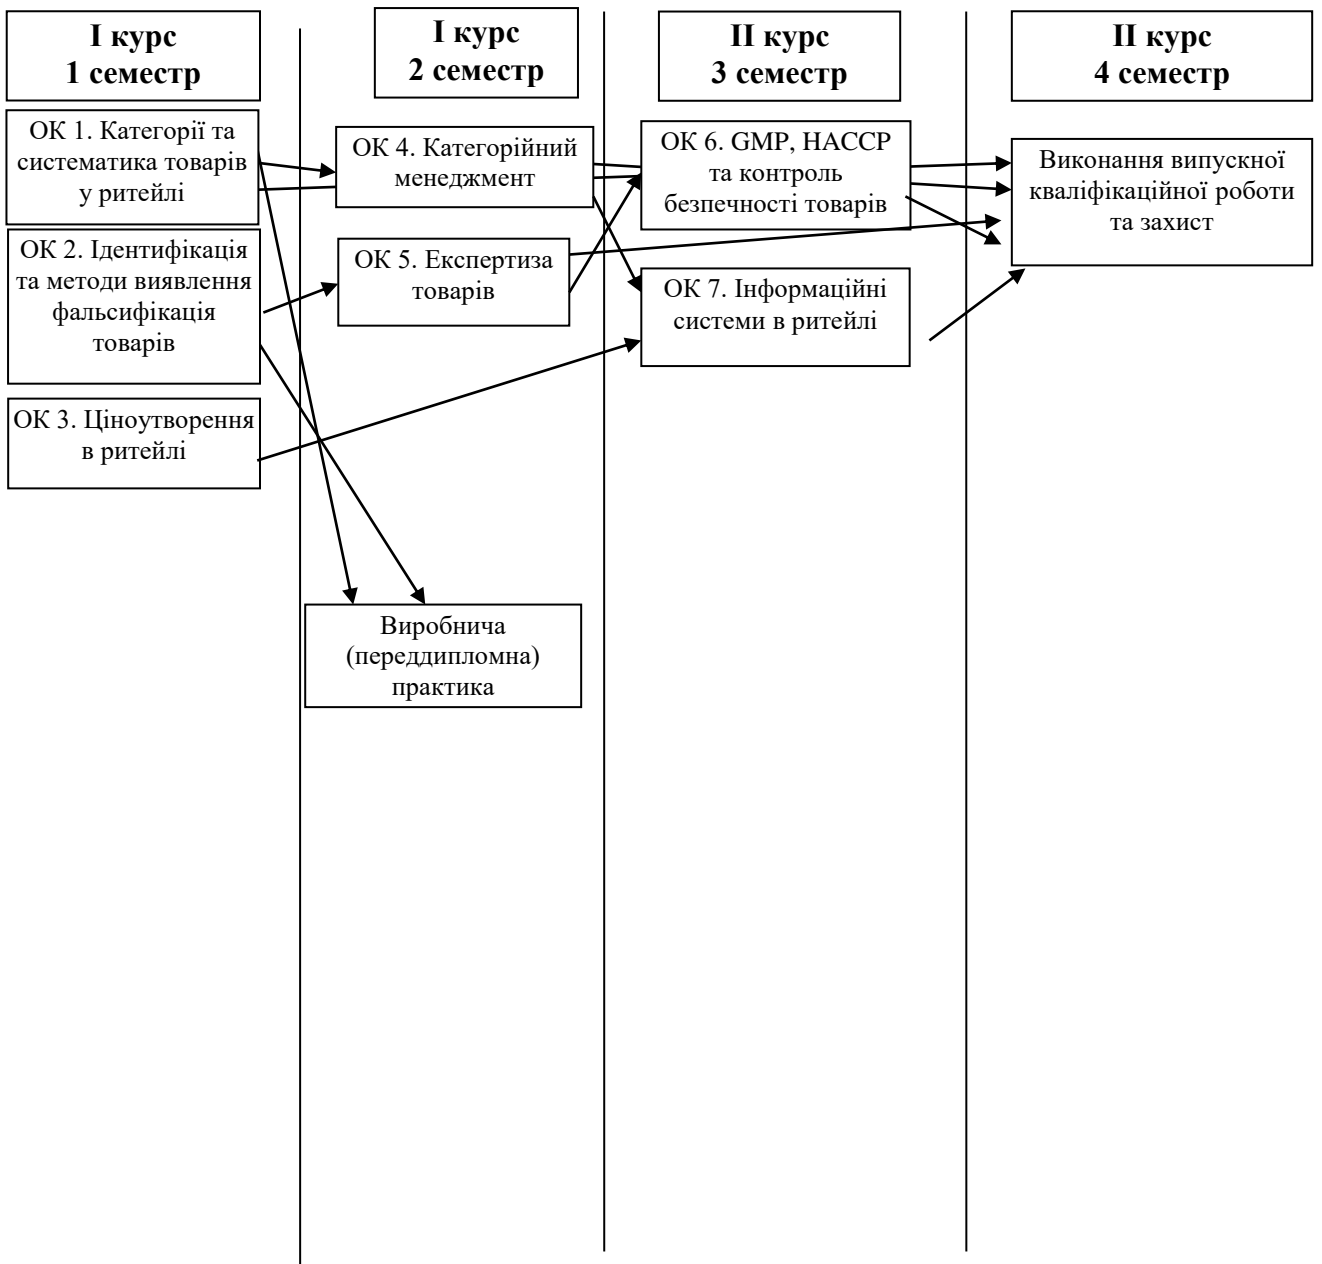 І курс
1 семестр
І курс
2 семестр
ІІ курс
3 семестр
ІІ курс
4 семестр
ОК 1. Категорії та
систематика товарів
у ритейлі
ОК 2. Ідентифікація
та методи виявлення
фальсифікація
товарів
ОК 3. Ціноутворення
в ритейлі
ОК 4. Категорійний
менеджмент
ОК 5. Експертиза
товарів
Виробнича
(переддипломна)
практика
ОК 6. GMP, НАССР
та контроль
безпечності товарів
ОК 7. Інформаційні
системи в ритейлі
Виконання випускної
кваліфікаційної роботи
та захист